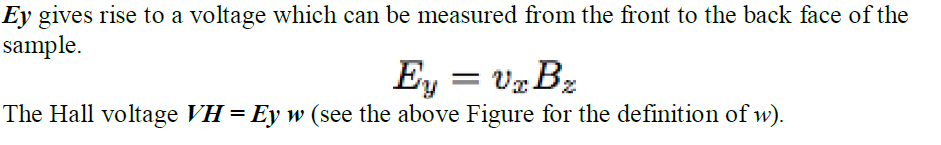 Ey gives rise to a voltage which can be measured from the front to the back face of the
sample.
E_y = v_x B_z
The Hall voltage VH = Ey w (see the above Figure for the definition of w).